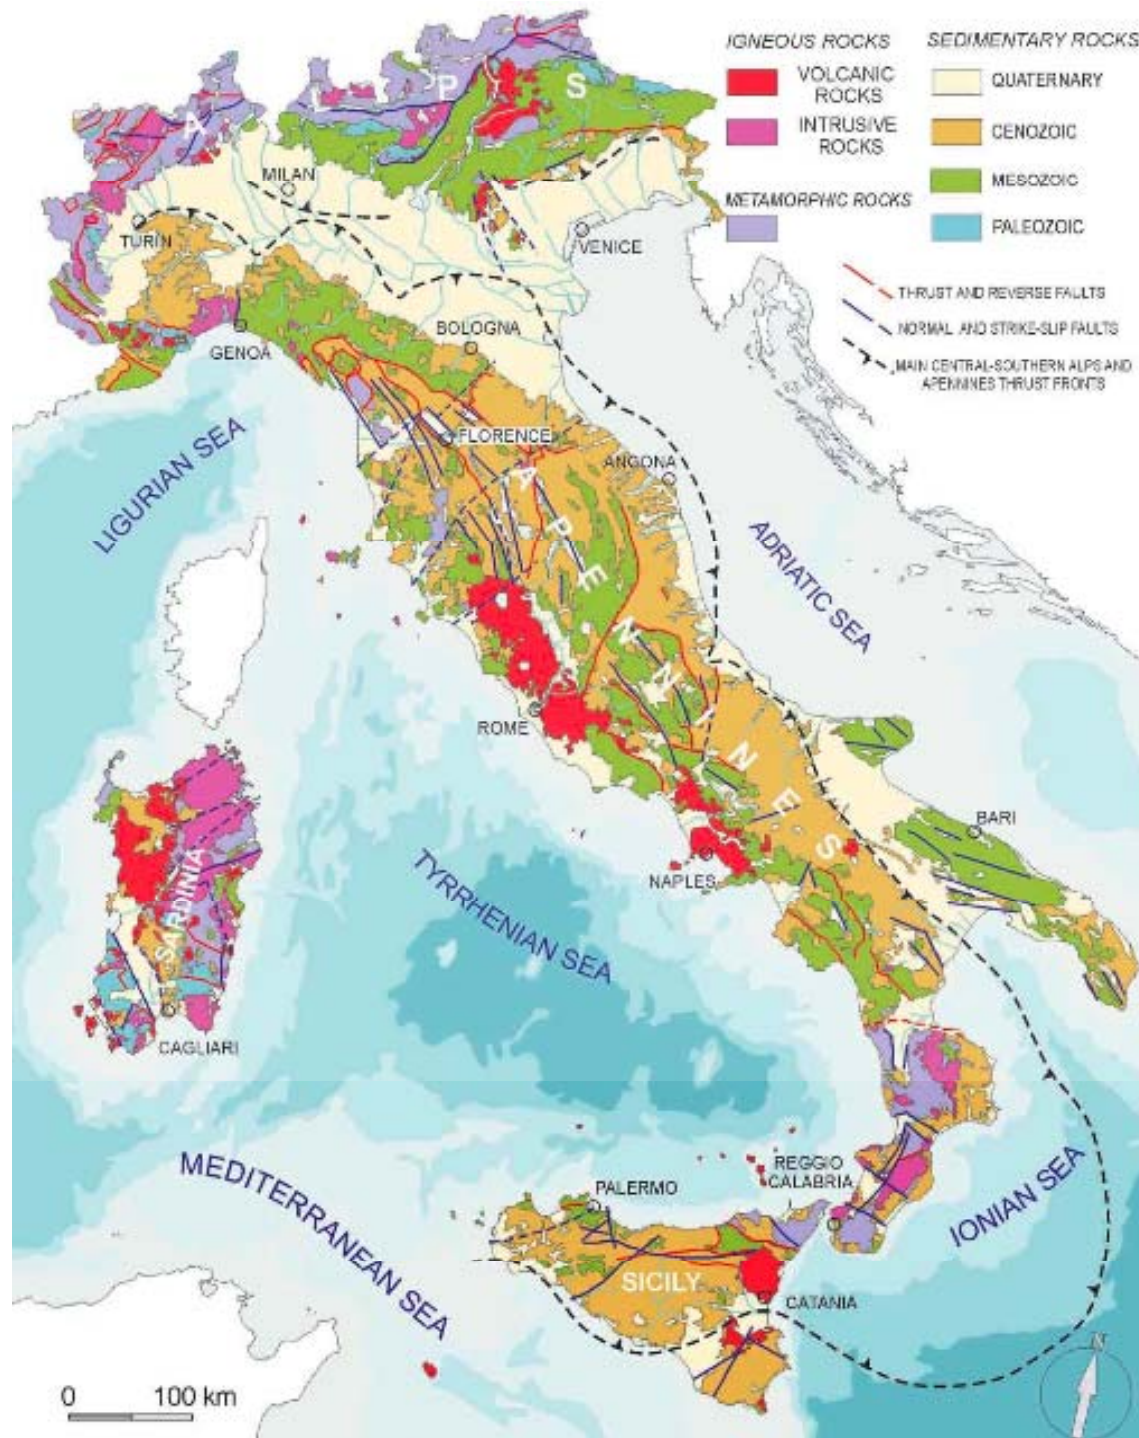 IGNEOUS ROCKS
VOLCANIC
ROCKS
INTRUSIVE
ROCKS
METAMORPHIC ROCKS
SEDIMENTARY ROCKS
QUATERNARY
CENOZOIC
MESOZOIC
PALEOZOIC
THRUST AND REVERSE FAULTS
NORMAL AND STRIKE-SLIP FAULTS
MAIN CENTRAL-SOUTHERN ALPS AND
APENNINES THRUST FRONTS
A L P S
MILAN
TURIN
VENICE
GENOA
BOLOGNA
FLORENCE
ANGONA
A P E N N I N E S
LIGURIAN SEA
ADRIATIC SEA
ROME
BARI
NAPLES
SARDINIA
TYRRHENIAN SEA
CAGLIARI
MEDITERRANEAN SEA
PALERMO
REGGIO
CALABRIA
IONIAN SEA
SICILY
CATANIA
0 100 km
N